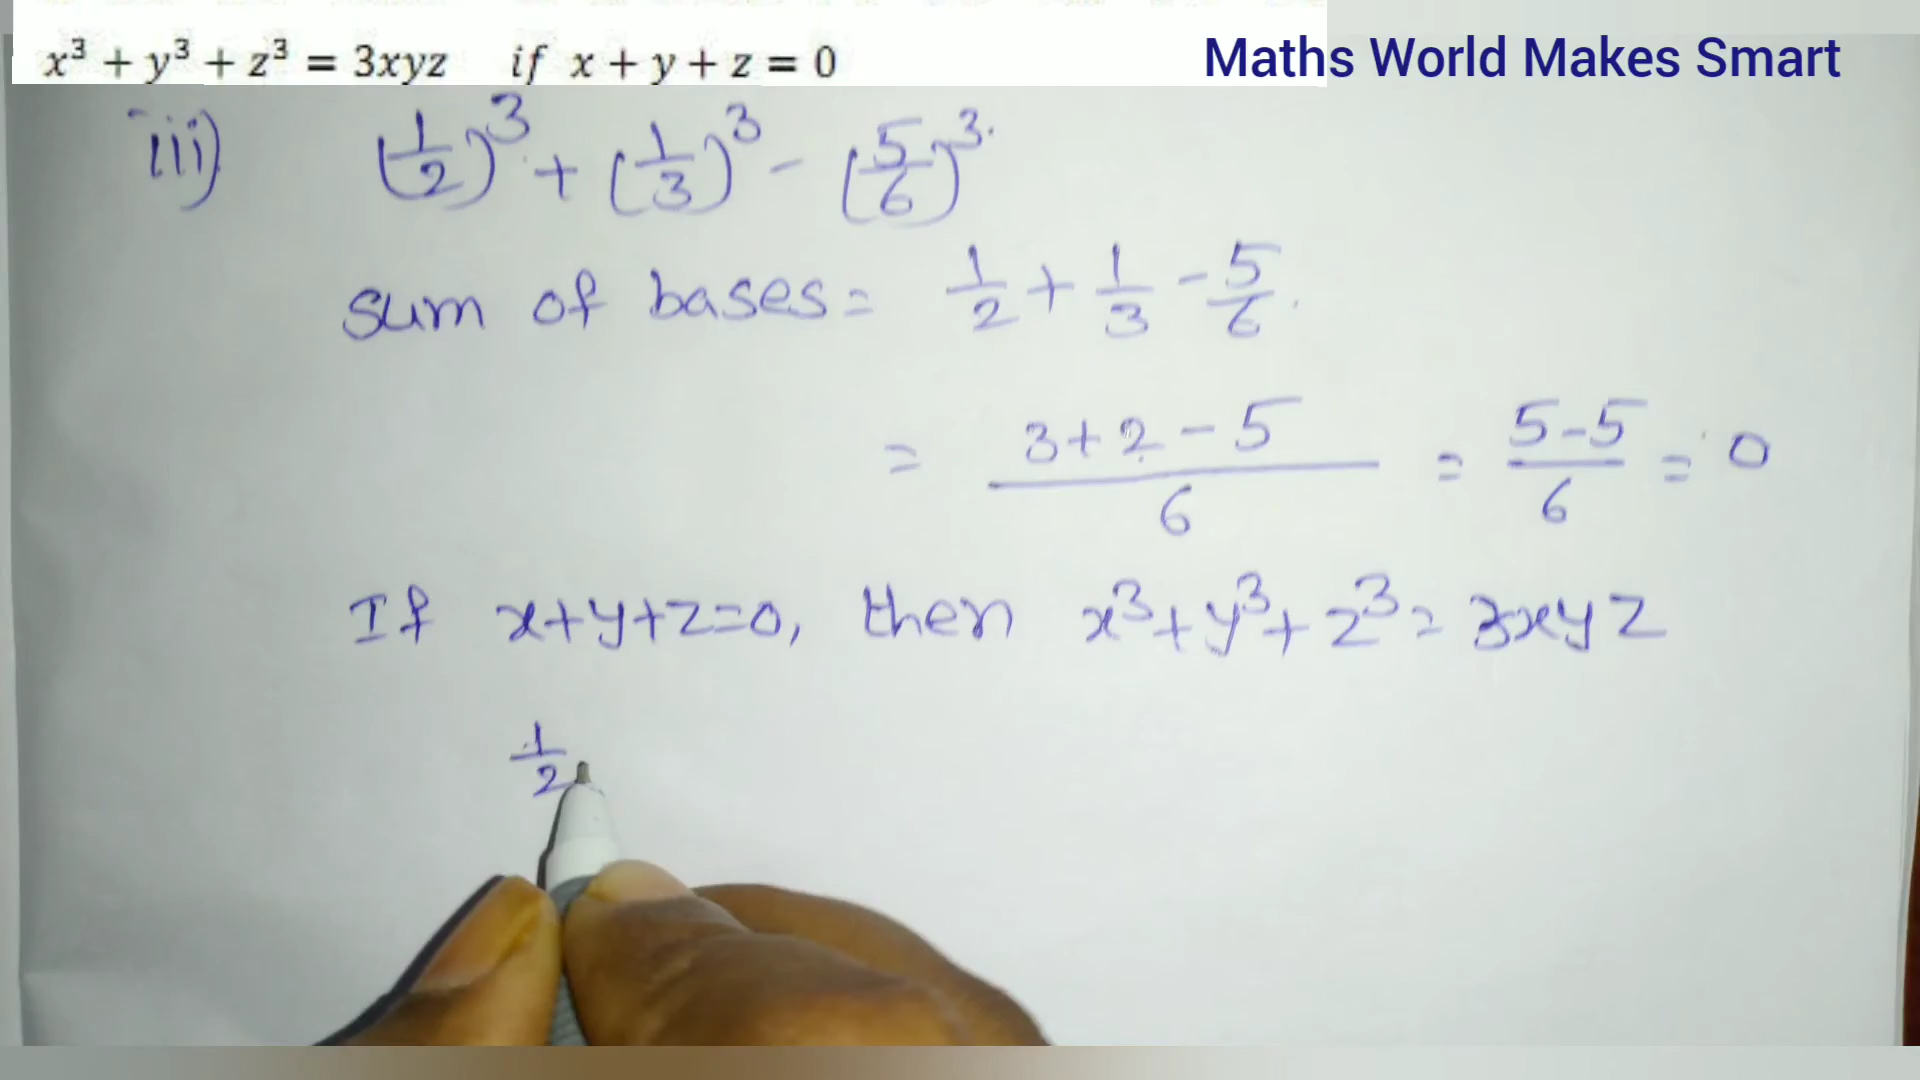 x³ + y³ + z³ = 3xyz if x + y + z = 0
Maths World Makes Smart
iii) (1/2)³ + (1/3)³ - (5/6)³.
sum of bases = 1/2 + 1/3 - 5/6.
= (3+2-5)/6 = (5-5)/6 = 0
If x+y+z=0, then x³+y³+z³=3xyz
1/2